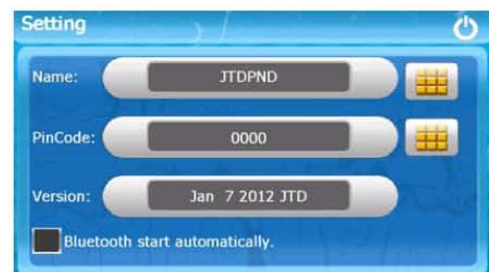 Setting
Name: JTDPND
PinCode: 0000
Version: Jan 7 2012 JTD
Bluetooth start automatically.